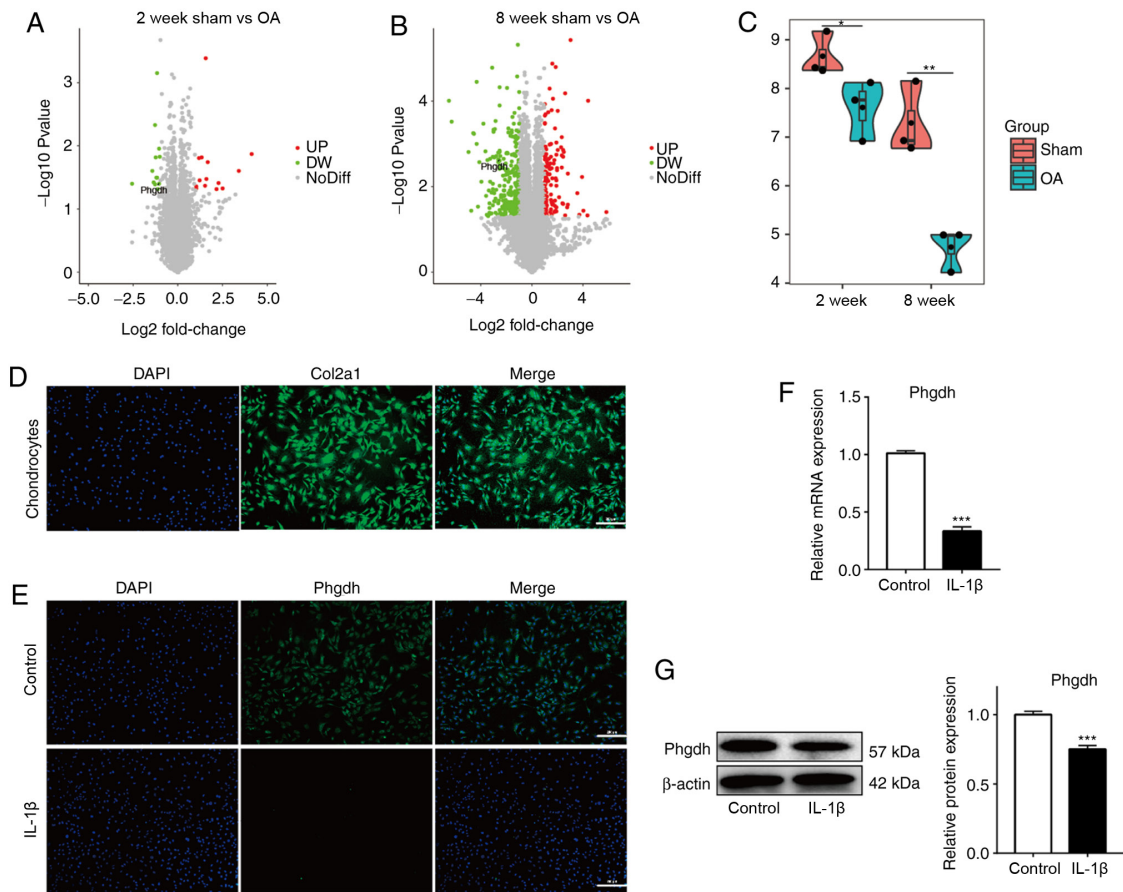 A
2 week sham vs OA
−Log10 Pvalue
3
2
1
0
Phgdh
−5.0
−2.5
0.0
2.5
5.0
Log2 fold-change
UP
DW
NoDiff
B
8 week sham vs OA
−Log10 Pvalue
4
2
0
Phgdh
−4
0
4
Log2 fold-change
UP
DW
NoDiff
C
9
8
7
6
5
4
*
**
2 week
8 week
Group
Sham
OA
D
DAPI
Col2a1
Merge
Chondrocytes
E
DAPI
Phgdh
Merge
Control
IL-1β
F
Phgdh
Relative mRNA expression
1.5
1.0
0.5
0.0
***
Control
IL-1β
G
Phgdh
57 kDa
β-actin
42 kDa
Control
IL-1β
Phgdh
Relative protein expression
1.0
0.5
0.0
***
Control
IL-1β